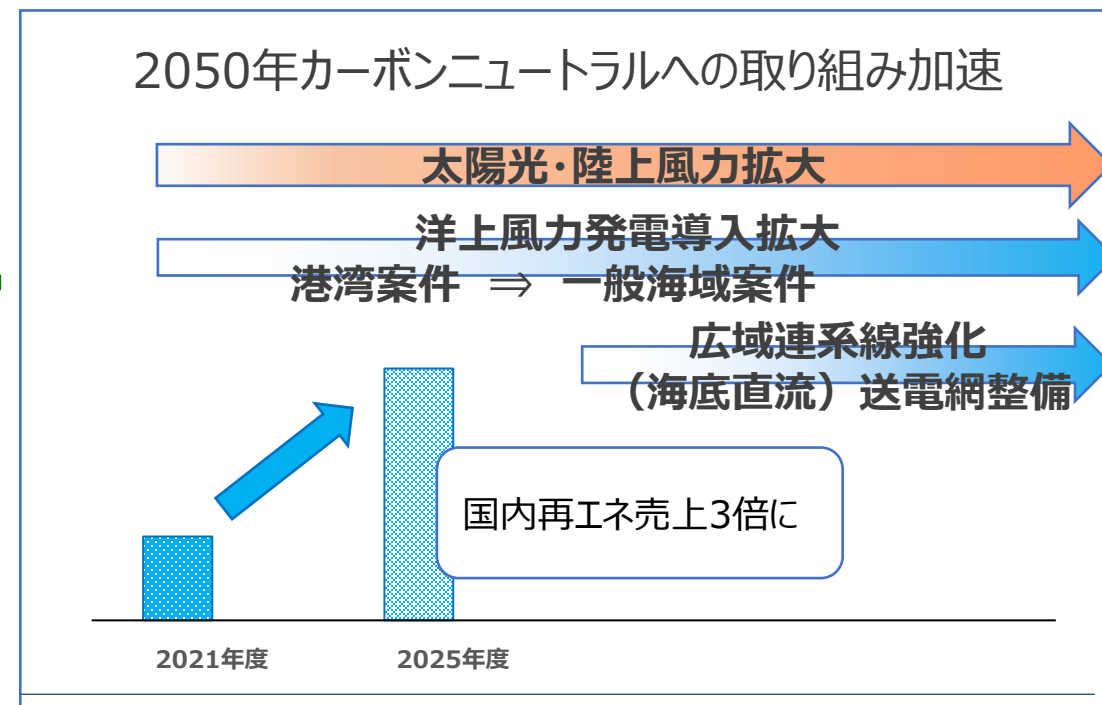 2050年カーボンニュートラルへの取り組み加速
太陽光・陸上風力拡大
洋上風力発電導入拡大
港湾案件 ⇒ 一般海域案件
広域連系線強化
（海底直流）送電網整備
国内再エネ売上3倍に
2021年度 2025年度